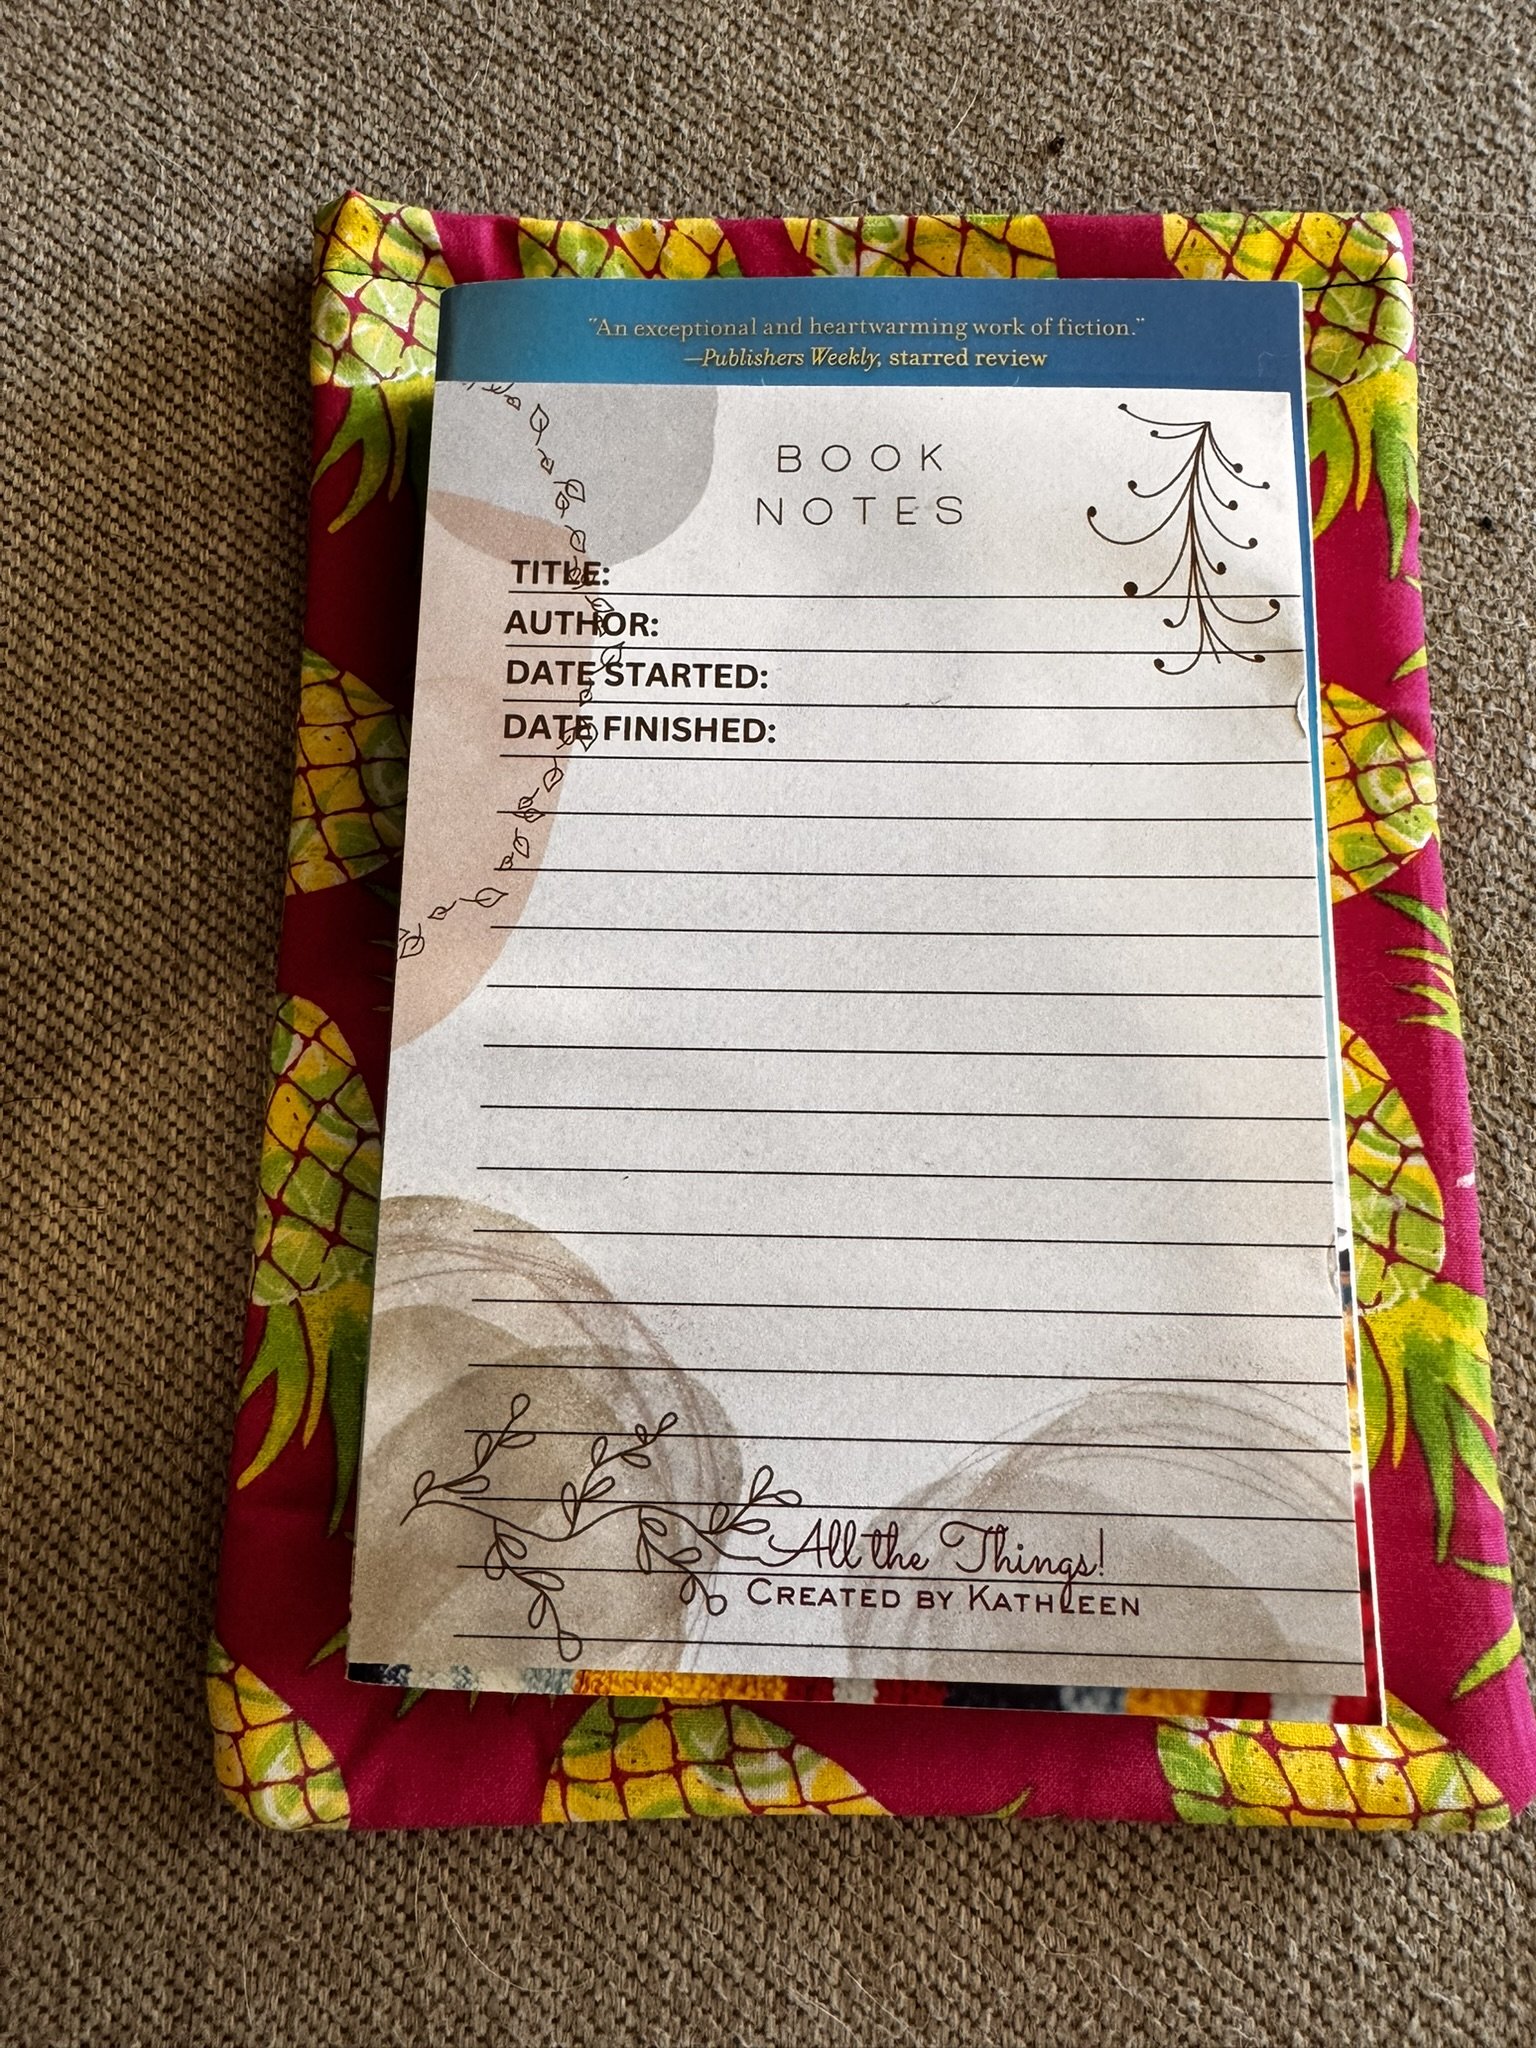 "An exceptional and heartwarming work of fiction."
—Publishers Weekly, starred review
BOOK
NOTES
TITLE:
AUTHOR:
DATE STARTED:
DATE FINISHED:
All the Things!
CREATED BY KATHLEEN